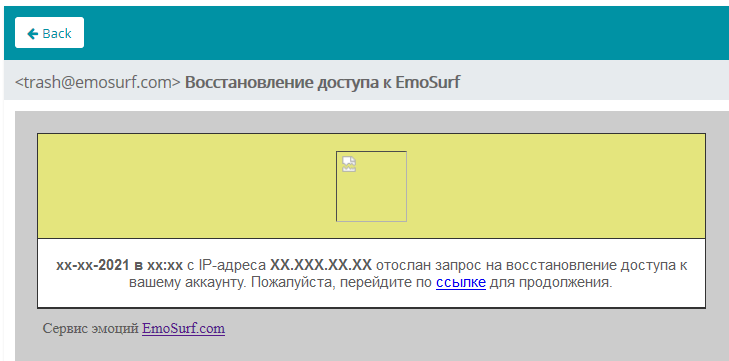 Back
<trash@emosurf.com> Восстановление доступа к EmoSurf
xx-xx-2021 в xx:xx с IP-адреса XX.XXX.XX.XX отослан запрос на восстановление доступа к
вашему аккаунту. Пожалуйста, перейдите по ссылке для продолжения.
Сервис эмоций EmoSurf.com